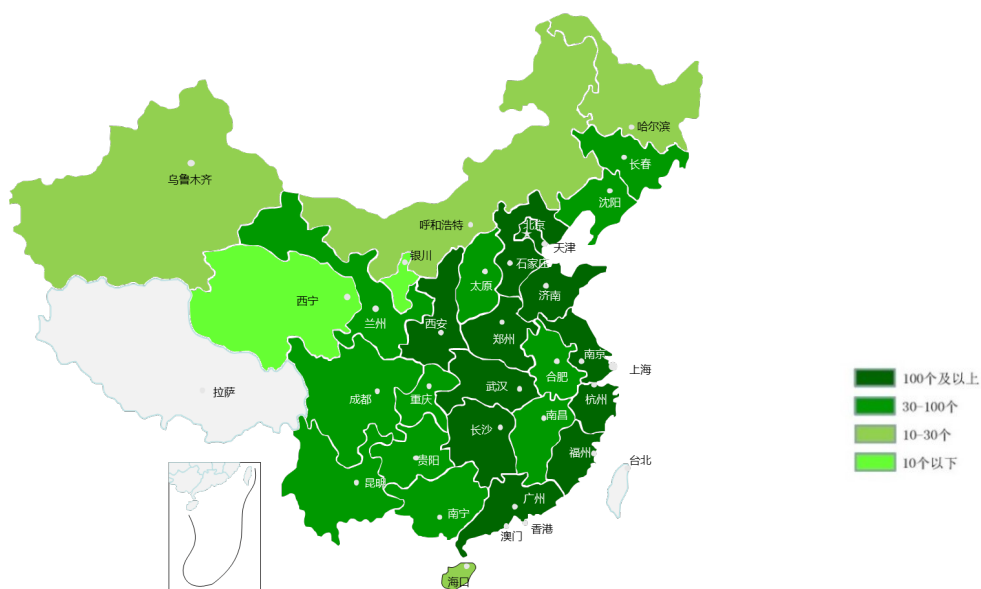 哈尔滨
长春
乌鲁木齐
沈阳
呼和浩特
北京
天津
银川
石家庄
太原
济南
西宁
兰州
西安
郑州
南京
上海
合肥
武汉
成都
重庆
杭州
拉萨
南昌
长沙
福州
贵阳
台北
昆明
广州
南宁
香港
澳门
海口
100个及以上
30-100个
10-30个
10个以下